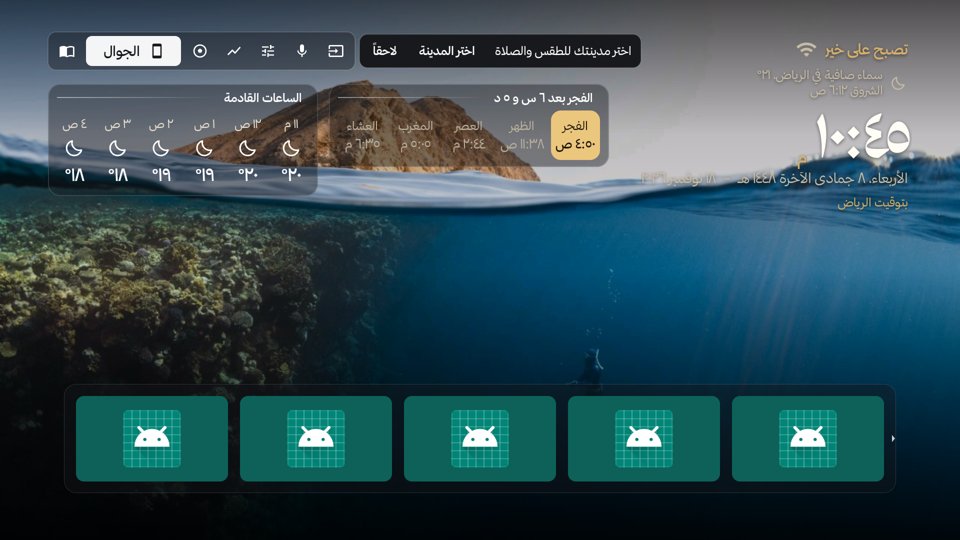 تصبح على خير
سماء صافية في الرياض، ٢١°
الشروق ٦:١٢ ص
١٠:٤٥ م
الأربعاء، ٨ جمادى الآخرة ١٤٤٨ هـ — ١٨ نوفمبر ٢٠٢٦
بتوقيت الرياض
اختر مدينتك للطقس والصلاة
اختر المدينة
لاحقاً
الجوال
الفجر بعد ٦ س و ٥ د
الفجر الظهر العصر المغرب العشاء
٤:٥٠ ص ١١:٣٨ م ٢:٤٤ م ٥:٠٥ م ٦:٣٥ م
الساعات القادمة
١١ م ١٢ ص ١ ص ٢ ص ٣ ص ٤ ص
٢٠° ٢٠° ١٩° ١٩° ١٨° ١٨°